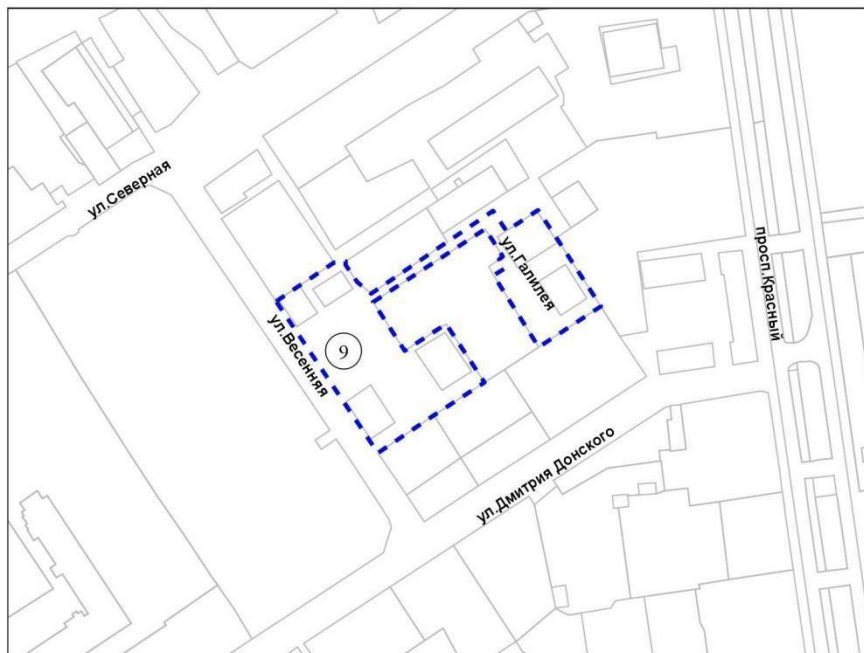 ул.Северная
ул.Галилея
просп.Красный
ул.Весенняя
9
ул.Дмитрия Донского